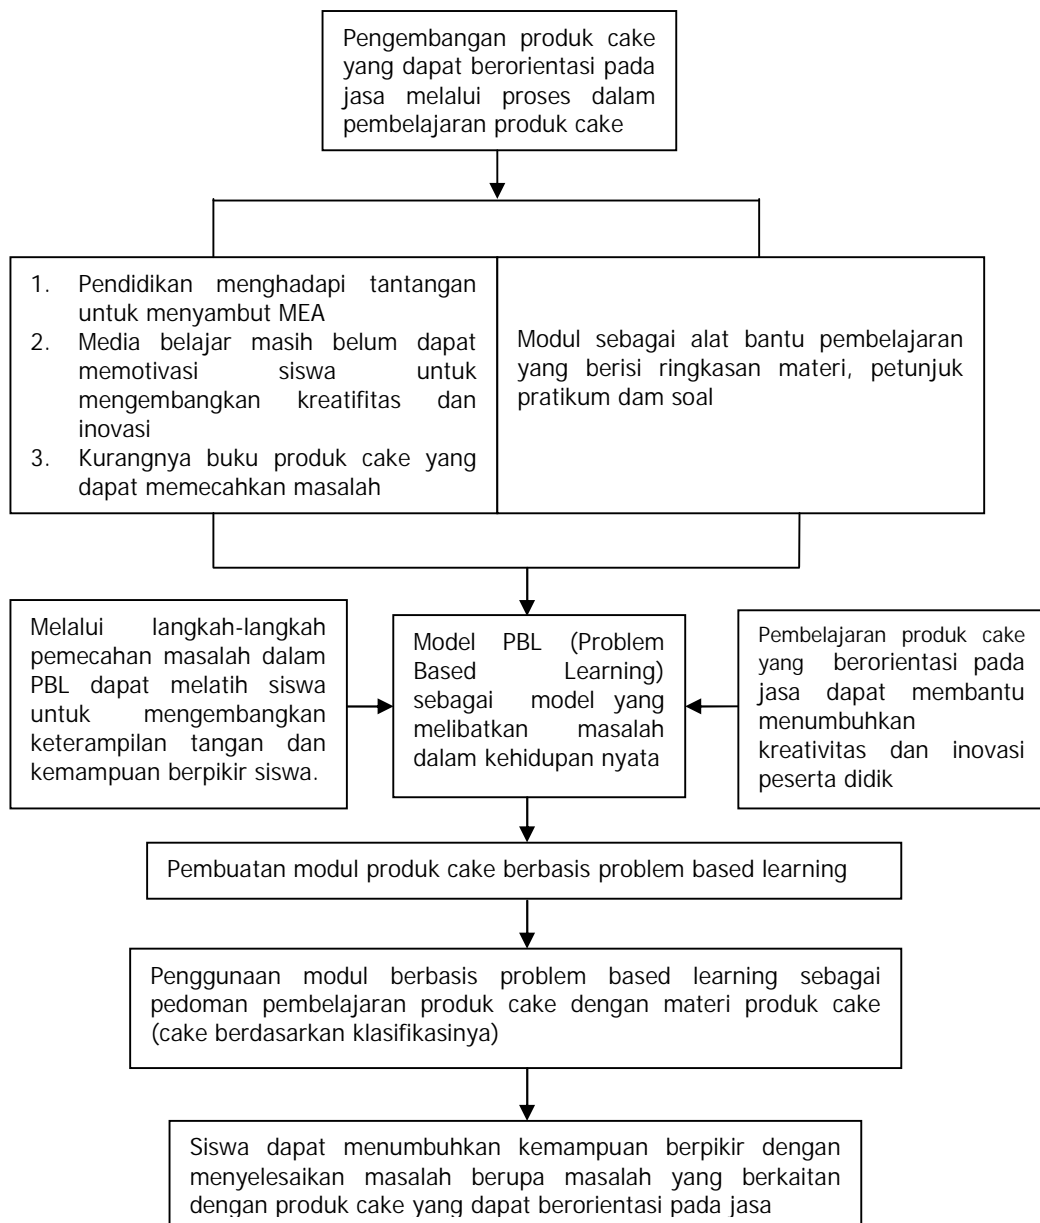 Pengembangan produk cake
yang dapat berorientasi pada
jasa melalui proses dalam
pembelajaran produk cake
1. Pendidikan menghadapi tantangan
untuk menyambut MEA
2. Media belajar masih belum dapat
memotivasi siswa untuk
mengembangkan kreatifitas dan
inovasi
3. Kurangnya buku produk cake yang
dapat memecahkan masalah
Modul sebagai alat bantu pembelajaran
yang berisi ringkasan materi, petunjuk
pratikum dam soal
Melalui langkah-langkah
pemecahan masalah dalam
PBL dapat melatih siswa
untuk mengembangkan
keterampilan tangan dan
kemampuan berpikir siswa.
Model PBL (Problem
Based Learning)
sebagai model yang
melibatkan masalah
dalam kehidupan nyata
Pembelajaran produk cake
yang berorientasi pada
jasa dapat membantu
menumbuhkan
kreativitas dan inovasi
peserta didik
Pembuatan modul produk cake berbasis problem based learning
Penggunaan modul berbasis problem based learning sebagai
pedoman pembelajaran produk cake dengan materi produk cake
(cake berdasarkan klasifikasinya)
Siswa dapat menumbuhkan kemampuan berpikir dengan
menyelesaikan masalah berupa masalah yang berkaitan
dengan produk cake yang dapat berorientasi pada jasa